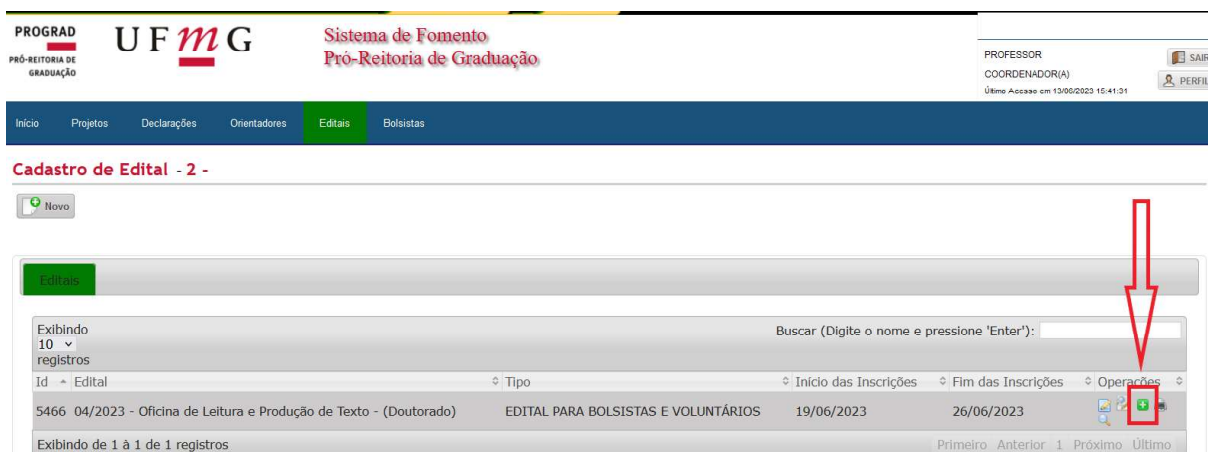 PROGRAD
PRÓ-REITORIA DE
GRADUAÇÃO
UFmG
Sistema de Fomento
Pró-Reitoria de Graduação
PROFESSOR
COORDENADOR(A)
Último Acesso em 13/06/2023 15:41:31
SAIR
PERFIL
Início Projetos Declarações Orientadores Editais Bolsistas
Cadastro de Edital - 2 -
Novo
Editais
Exibindo
10
registros
Buscar (Digite o nome e pressione 'Enter'):
Id Edital Tipo Início das Inscrições Fim das Inscrições Operações
5466 04/2023 - Oficina de Leitura e Produção de Texto - (Doutorado) EDITAL PARA BOLSISTAS E VOLUNTÁRIOS 19/06/2023 26/06/2023
Exibindo de 1 à 1 de 1 registros Primeiro Anterior 1 Próximo Último